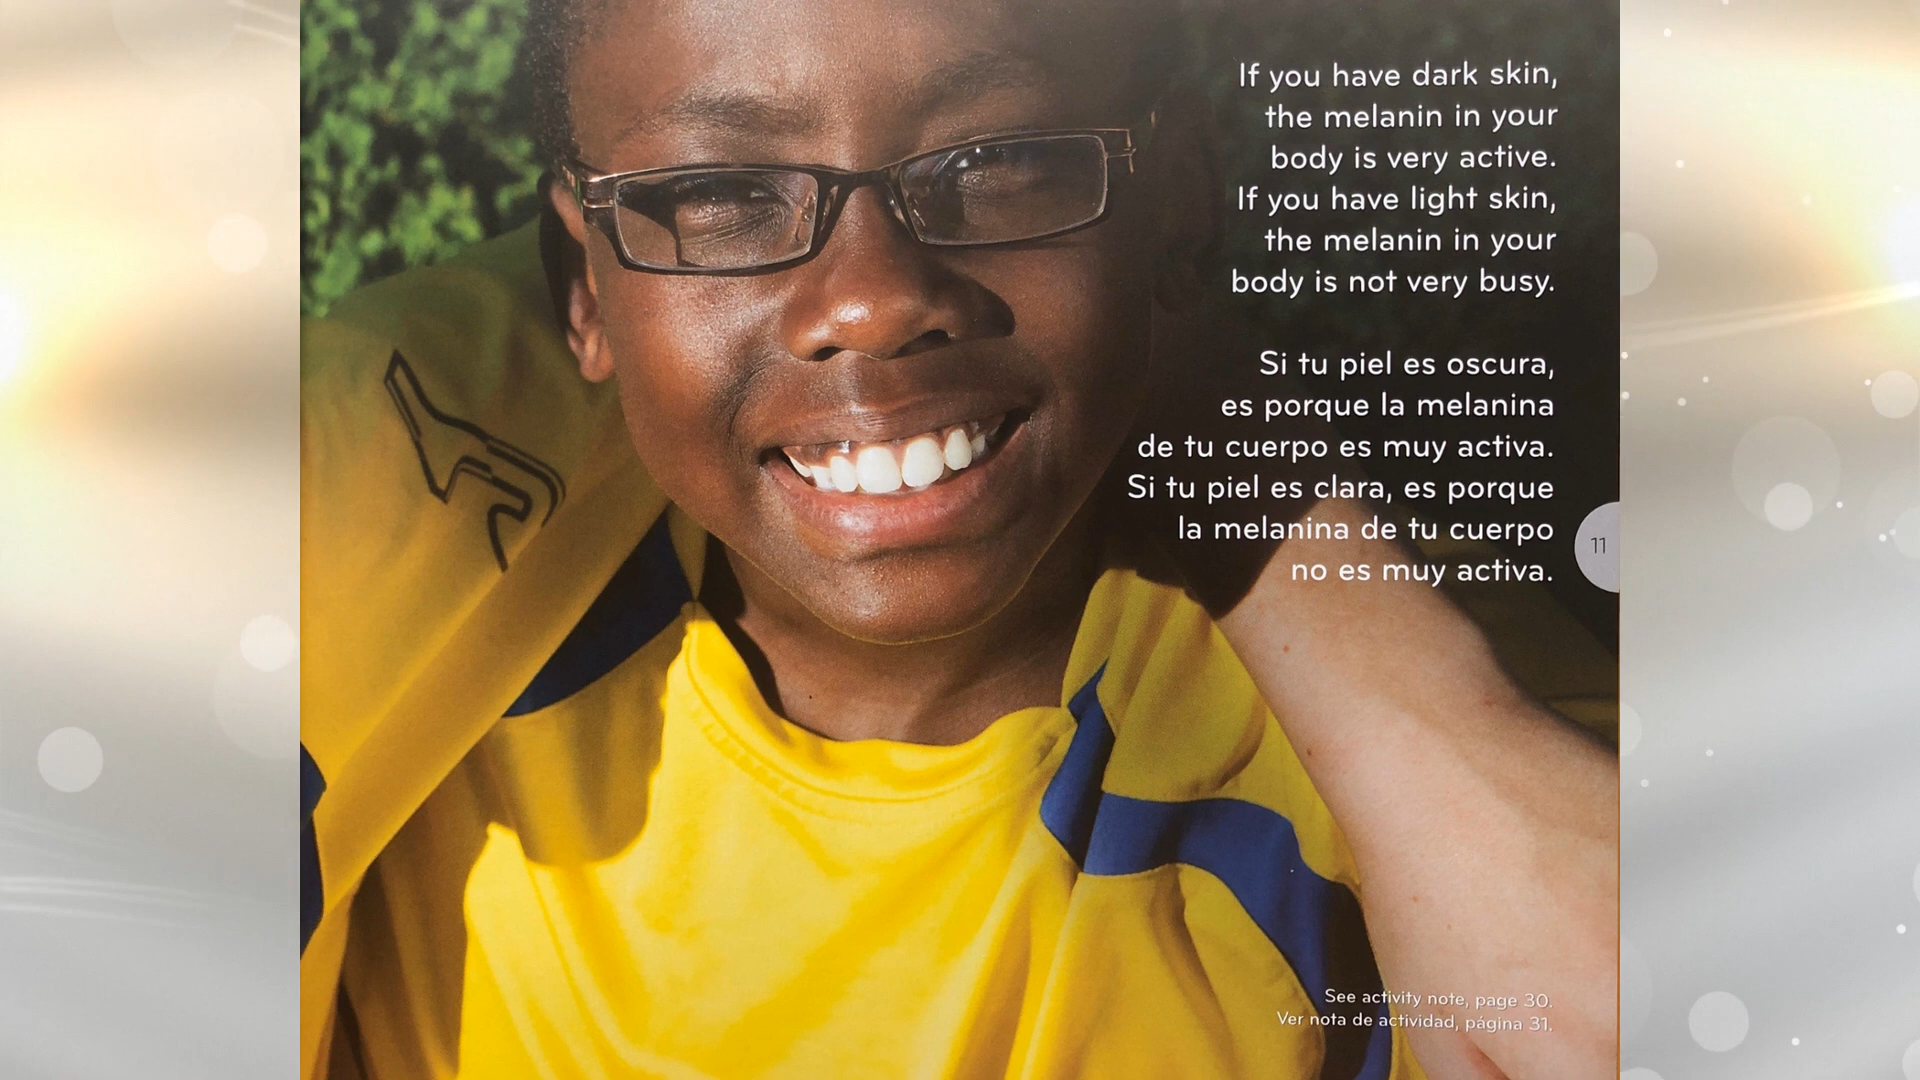 If you have dark skin,
the melanin in your
body is very active.
If you have light skin,
the melanin in your
body is not very busy.
Si tu piel es oscura,
es porque la melanina
de tu cuerpo es muy activa.
Si tu piel es clara, es porque
la melanina de tu cuerpo
no es muy activa.
11
See activity note, page 30.
Ver nota de actividad, página 31.